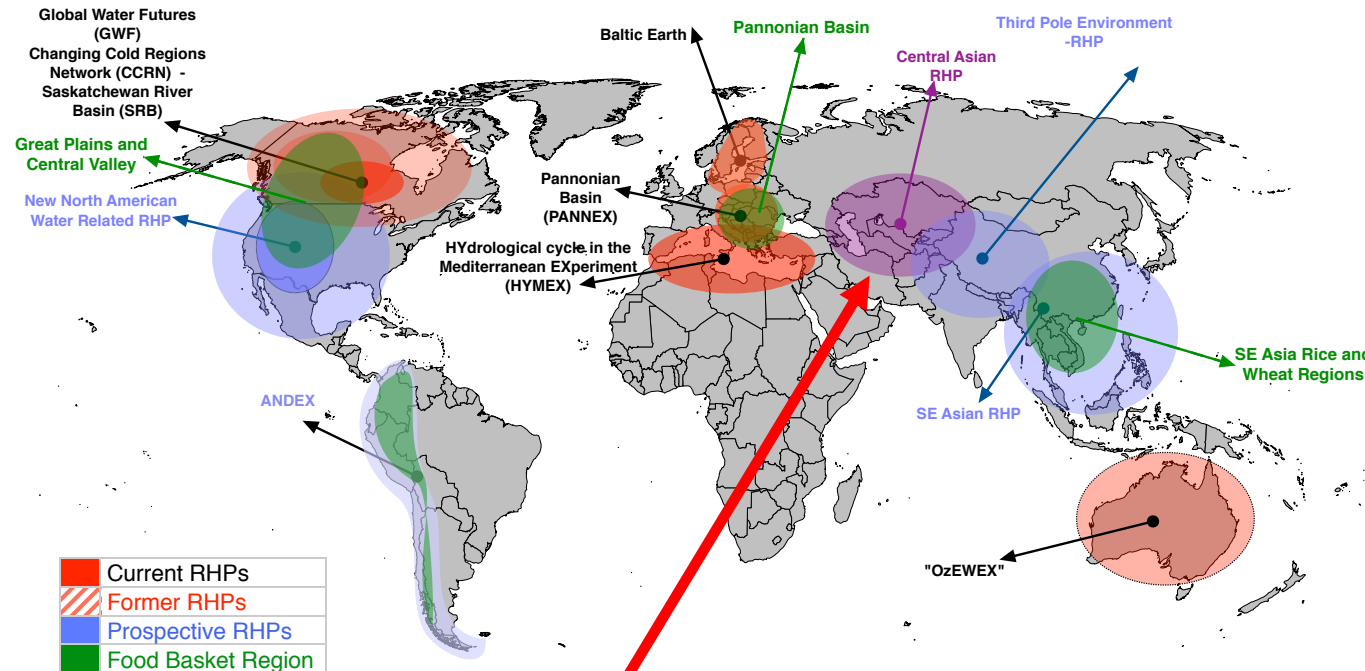 Global Water Futures
(GWF)
Changing Cold Regions
Network (CCRN)  -
Saskatchewan River
Basin (SRB)
Great Plains and
Central Valley
New North American
Water Related RHP
ANDEX
Baltic Earth
Pannonian Basin
Pannonian
Basin
(PANNEX)
HYdrological cycle in the
Mediterranean EXperiment
(HYMEX)
Central Asian
RHP
Third Pole Environment
-RHP
SE Asia Rice and
Wheat Regions
SE Asian RHP
"OzEWEX"
Current RHPs
Former RHPs
Prospective RHPs
Food Basket Region